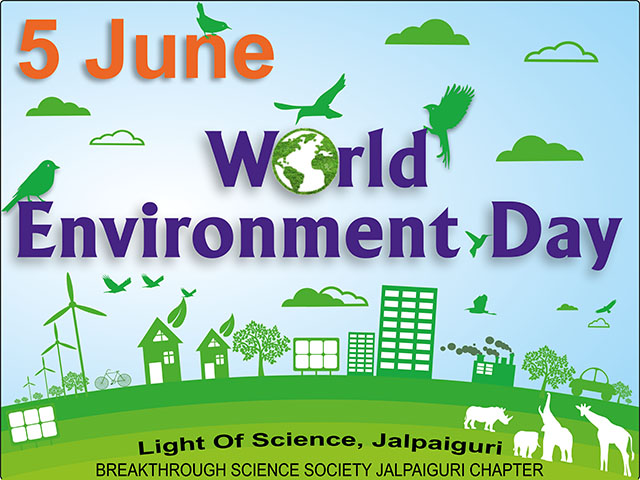 5 June
World
Environment Day
Light Of Science, Jalpaiguri
BREAKTHROUGH SCIENCE SOCIETY JALPAIGURI CHAPTER